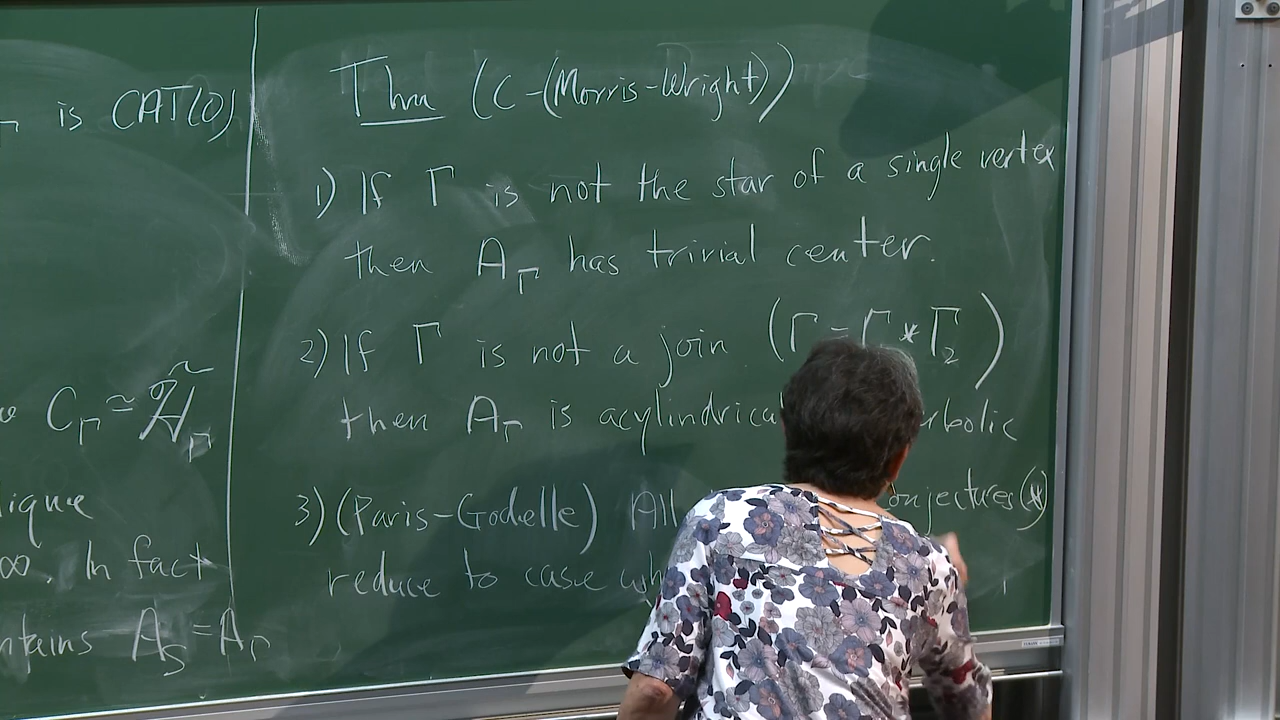 is CAT(0)
C_Γ ≃ 
ique
∞. In fact
ntains A_S = A_Γ
Thm (C-(Morris-Wright))
1) If Γ is not the star of a single vertex
then A_Γ has trivial center.
2) If Γ is not a join (Γ = Γ * Γ_2)
then A_Γ is acylindrical bolic
3) (Paris-Godelle) All onjectures(*)
reduce to case wh